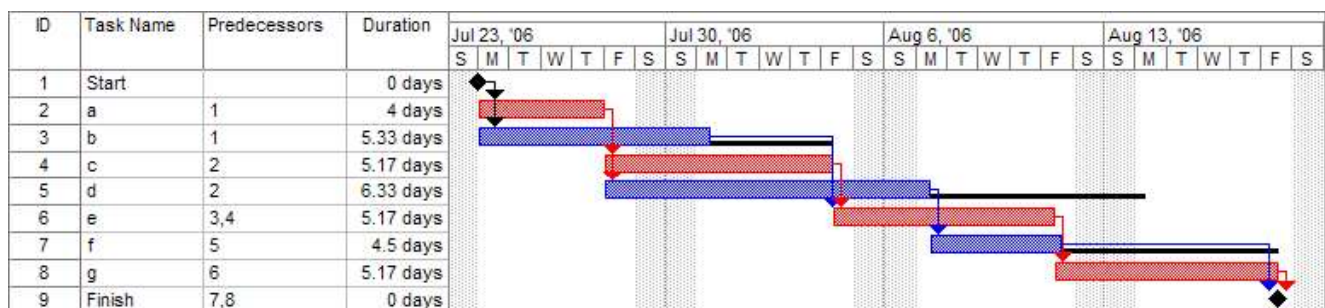 ID Task Name Predecessors Duration Jul 23, '06 Jul 30, '06 Aug 6, '06 Aug 13, '06
S M T W T F S S M T W T F S S M T W T F S S M T W T F S
1 Start 0 days
2 a 1 4 days
3 b 1 5.33 days
4 c 2 5.17 days
5 d 2 6.33 days
6 e 3,4 5.17 days
7 f 5 4.5 days
8 g 6 5.17 days
9 Finish 7,8 0 days